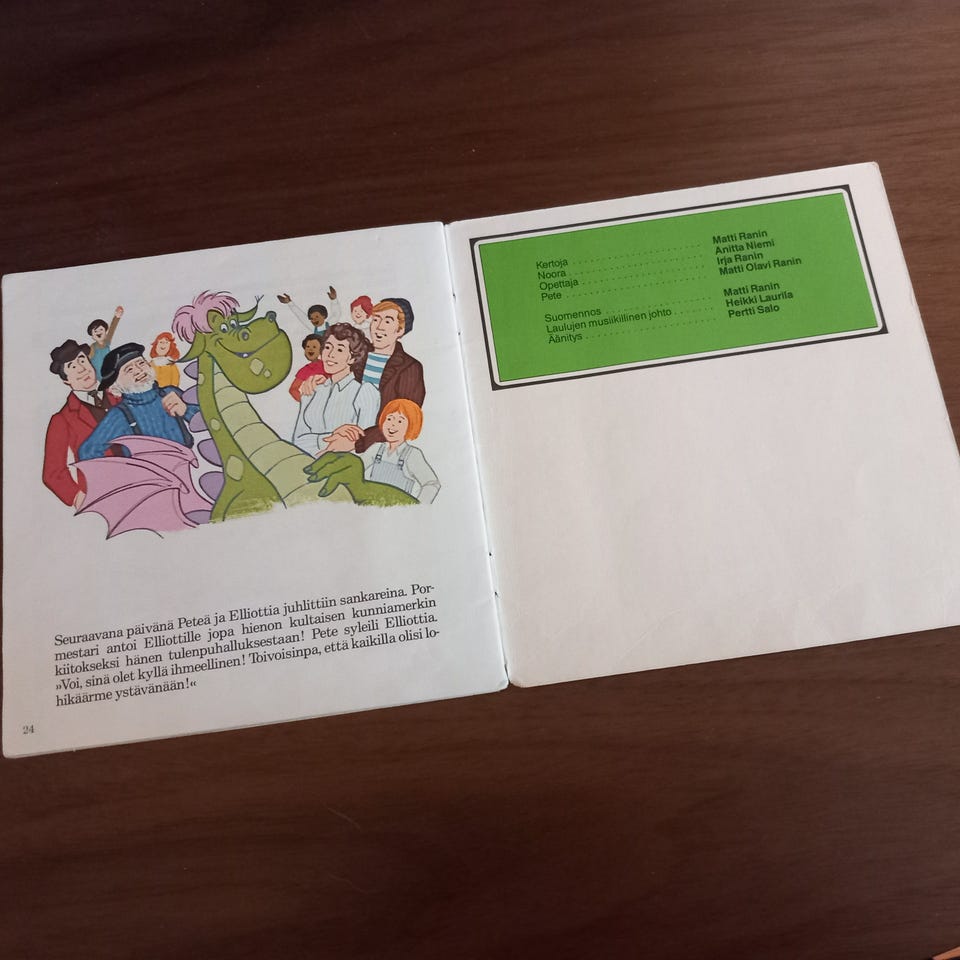 Seuraavana päivänä Peteä ja Elliottia juhlittiin sankareina. Por-
mestari antoi Elliottille jopa hienon kultaisen kunniamerkin
kiitokseksi hänen tulenpuhalluksestaan! Pete syleili Elliottia.
»Voi, sinä olet kyllä ihmeellinen! Toivoisinpa, että kaikilla olisi lo-
hikäärme ystävänään!«
24
Kertoja . . . . . . . . . . . . . . . . . . . . . . Matti Ranin
Noora . . . . . . . . . . . . . . . . . . . . . . Anitta Niemi
Opettaja . . . . . . . . . . . . . . . . . . . . Irja Ranin
Pete . . . . . . . . . . . . . . . . . . . . . . . Matti Olavi Ranin
Suomennos . . . . . . . . . . . . . . . . . Matti Ranin
Laulujen musiikillinen johto . . . . . . . . Heikki Laurila
Äänitys . . . . . . . . . . . . . . . . . . . . . Pertti Salo